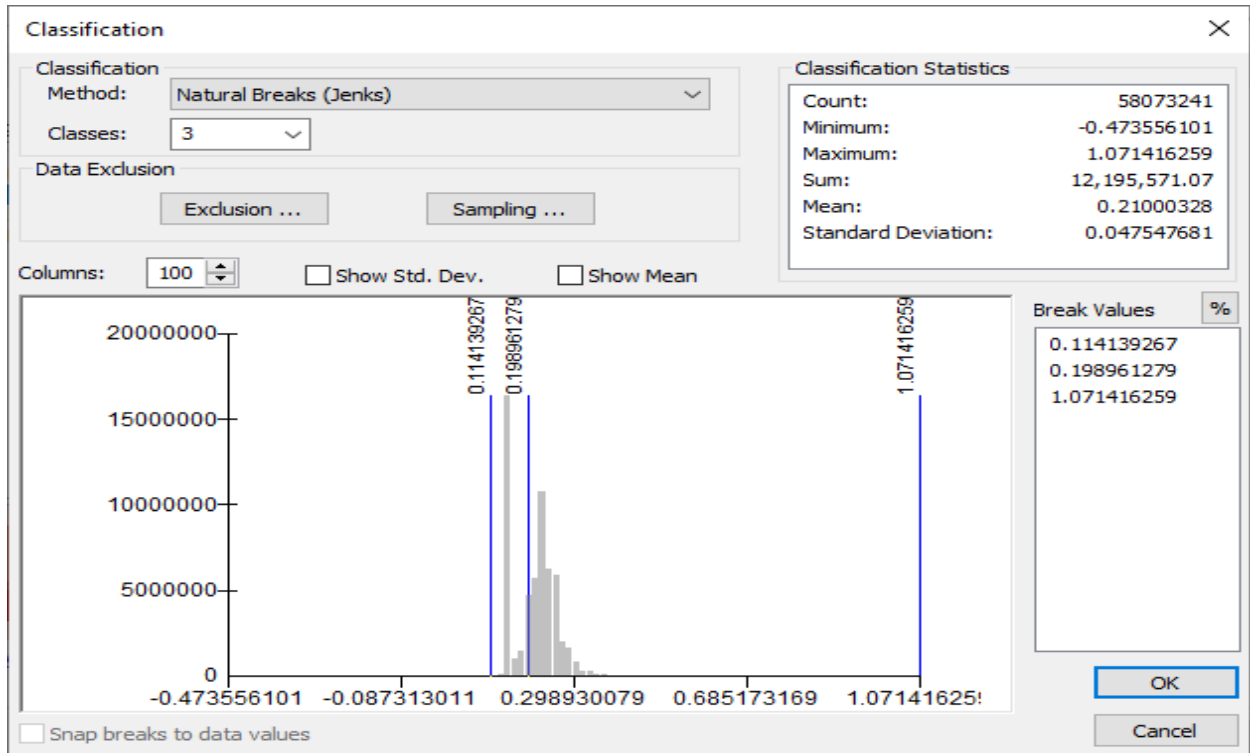 Classification
Classification
Method: Natural Breaks (Jenks)
Classes: 3
Data Exclusion
Exclusion ... Sampling ...
Classification Statistics
Count: 58073241
Minimum: -0.473556101
Maximum: 1.071416259
Sum: 12,195,571.07
Mean: 0.21000328
Standard Deviation: 0.047547681
Columns: 100 Show Std. Dev. Show Mean
0.114139267
0.198961279
1.071416259
20000000
15000000
10000000
5000000
0
-0.473556101 -0.087313011 0.298930079 0.685173169 1.07141625
Break Values %
0.114139267
0.198961279
1.071416259
OK
Cancel
Snap breaks to data values